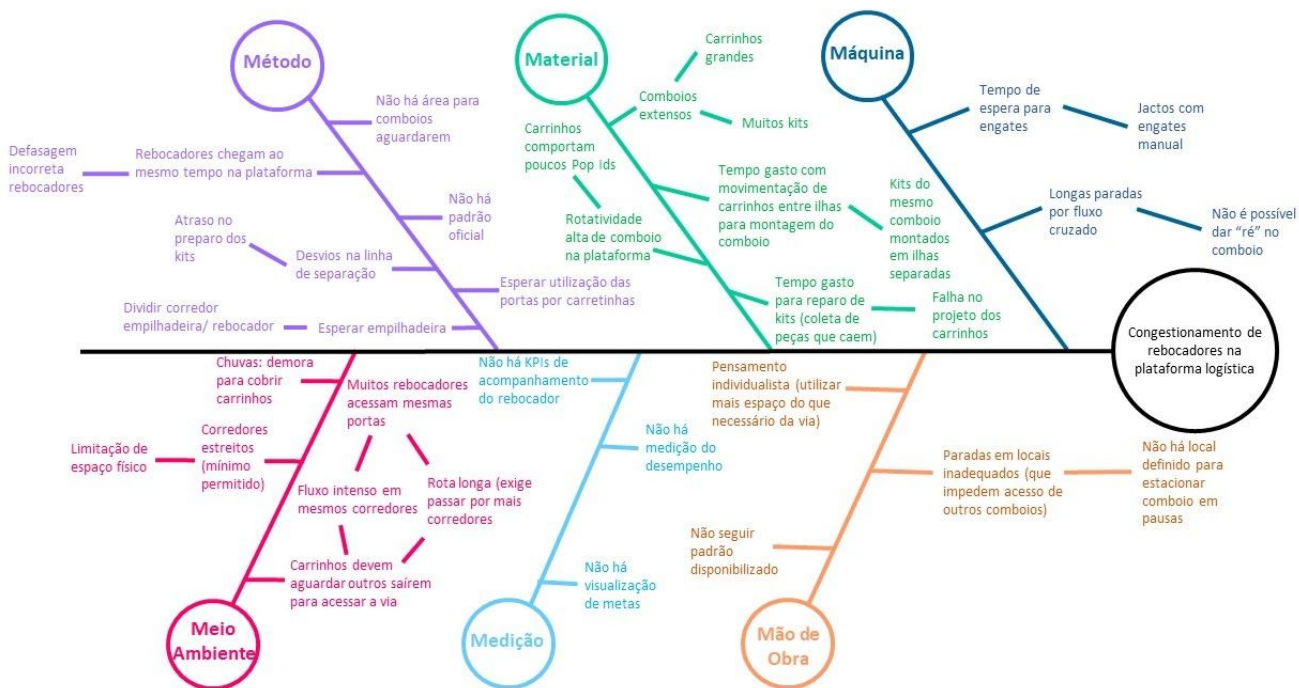 Método
Não há área para
comboios
aguardarem
Defasagem
incorreta
rebocadores
Rebocadores chegam ao
mesmo tempo na plataforma
Não há
padrão
oficial
Atraso no
preparo dos
kits
Desvios na linha
de separação
Esperar utilização das
portas por carretinhas
Dividir corredor
empilhadeira/ rebocador
Esperar empilhadeira
Material
Carrinhos
grandes
Comboios
extensos
Muitos kits
Carrinhos
comportam
poucos Pop Ids
Rotatividade
alta de comboio
na plataforma
Tempo gasto com
movimentação de
carrinhos entre ilhas
para montagem do
comboio
Kits do
mesmo
comboio
montados
em ilhas
separadas
Tempo gasto
para reparo de
kits (coleta de
peças que caem)
Falha no
projeto dos
carrinhos
Máquina
Tempo de
espera para
engates
Jactos com
engates
manual
Longas paradas
por fluxo
cruzado
Não é possível
dar “ré” no
comboio
Congestionamento de
rebocadores na
plataforma logística
Chuvas: demora
para cobrir
carrinhos
Muitos rebocadores
acessam mesmas
portas
Limitação de
espaço físico
Corredores
estreitos
(mínimo
permitido)
Fluxo intenso em
mesmos corredores
Rota longa (exige
passar por mais
corredores
Carrinhos devem
aguardar outros saírem
para acessar a via
Meio
Ambiente
Não há KPIs de
acompanhamento
do rebocador
Não há
medição do
desempenho
Não há
visualização
de metas
Medição
Pensamento
individualista (utilizar
mais espaço do que
necessário da via)
Paradas em locais
inadequados (que
impedem acesso de
outros comboios)
Não há local
definido para
estacionar
comboio em
pausas
Não seguir
padrão
disponibilizado
Mão de
Obra